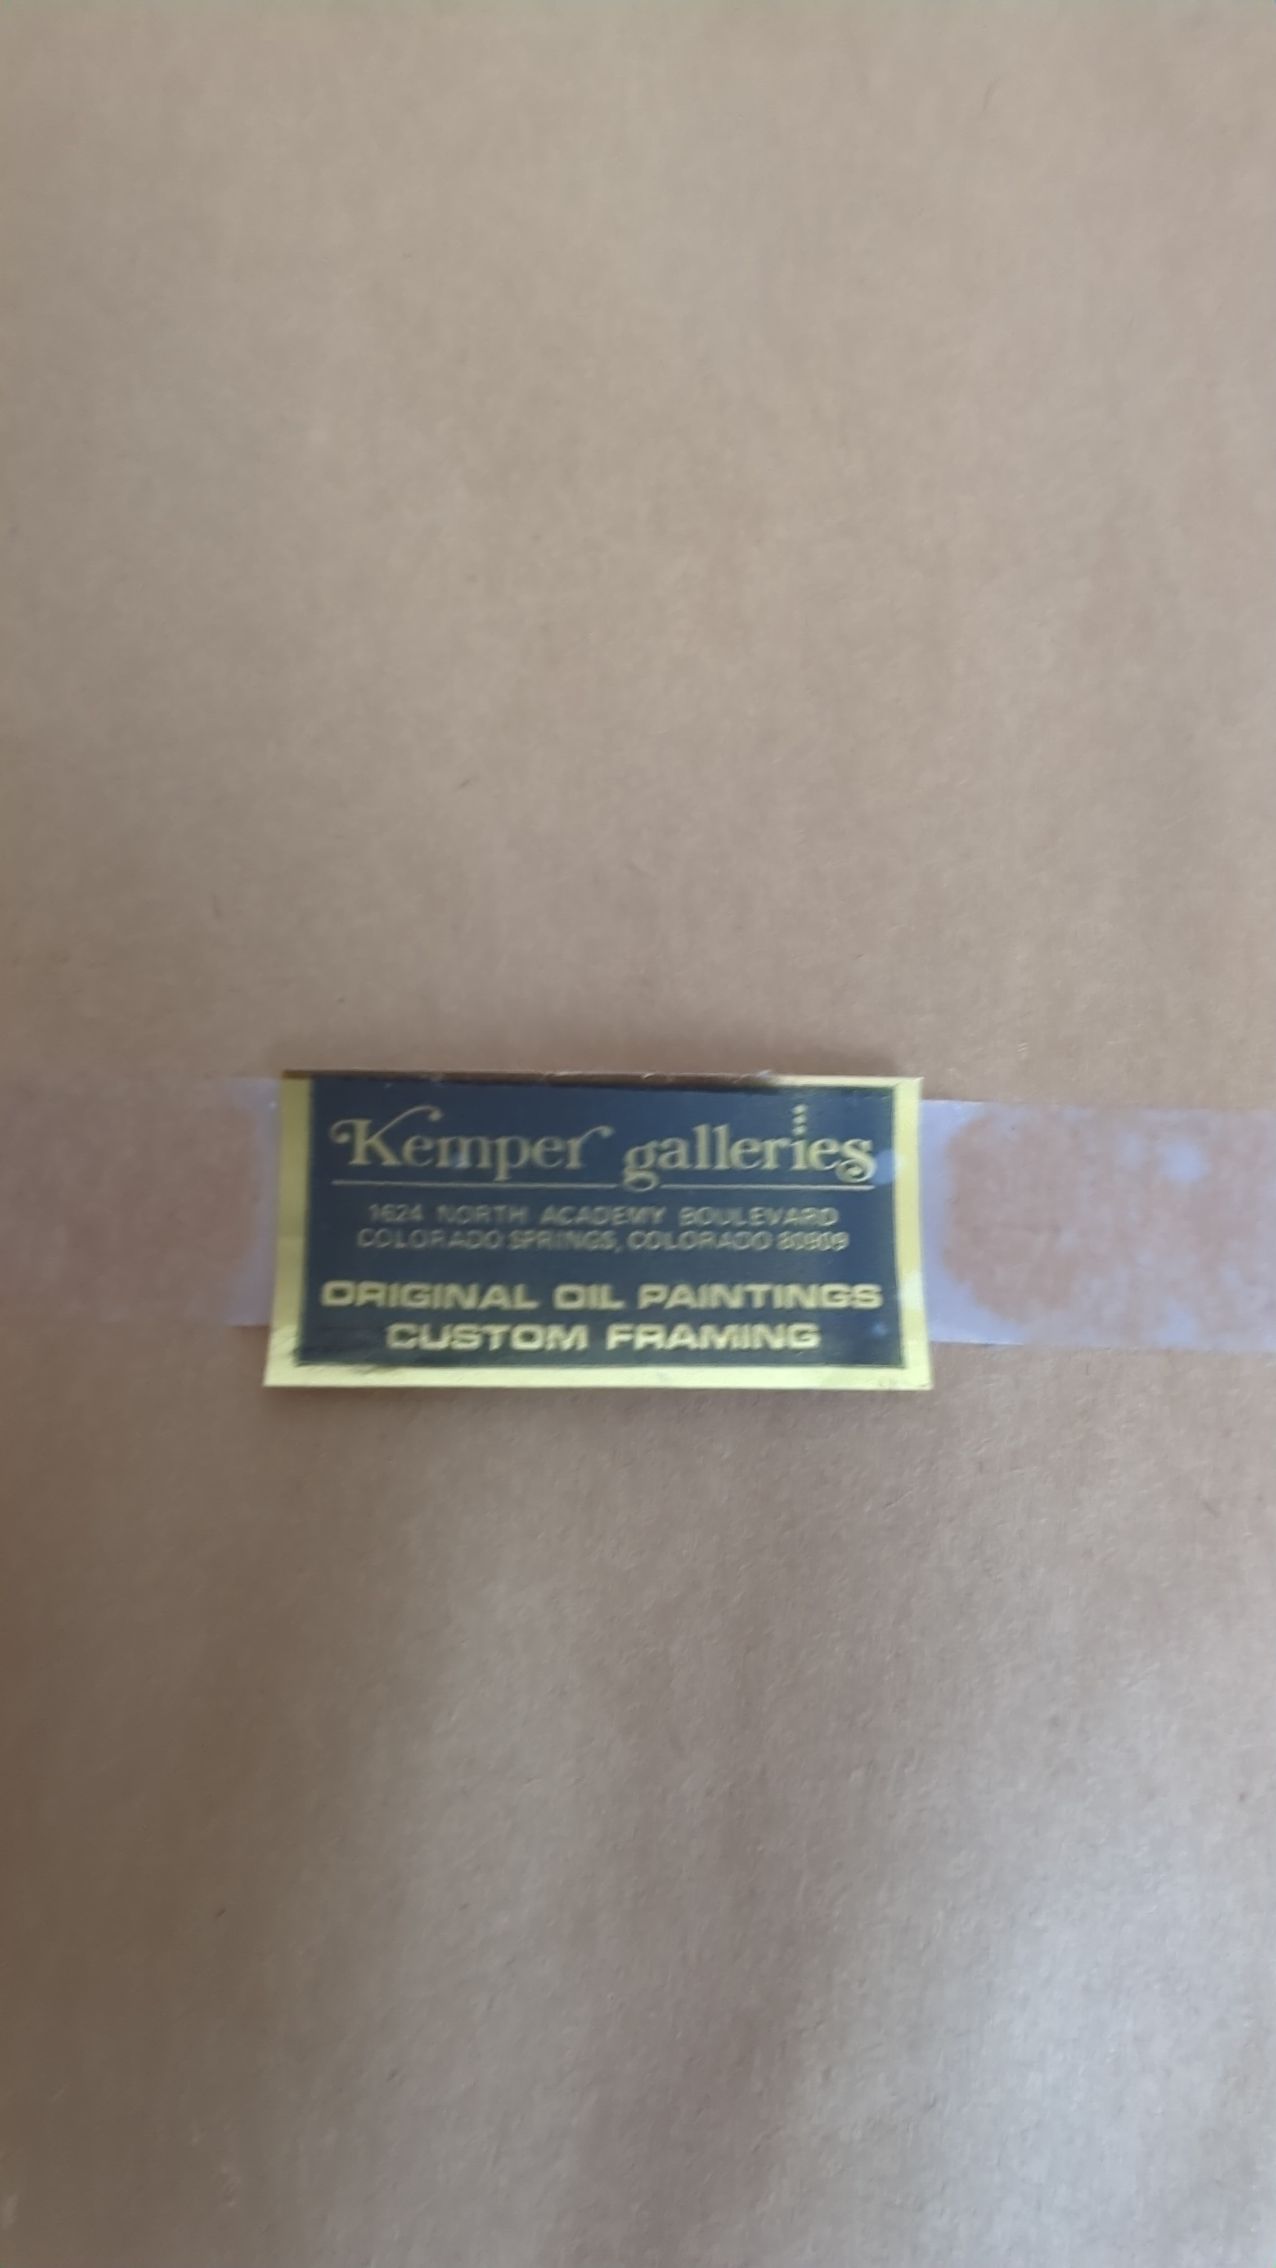 Kemper galleries
1624 NORTH ACADEMY BOULEVARD
COLORADO SPRINGS, COLORADO 80909
ORIGINAL OIL PAINTINGS
CUSTOM FRAMING